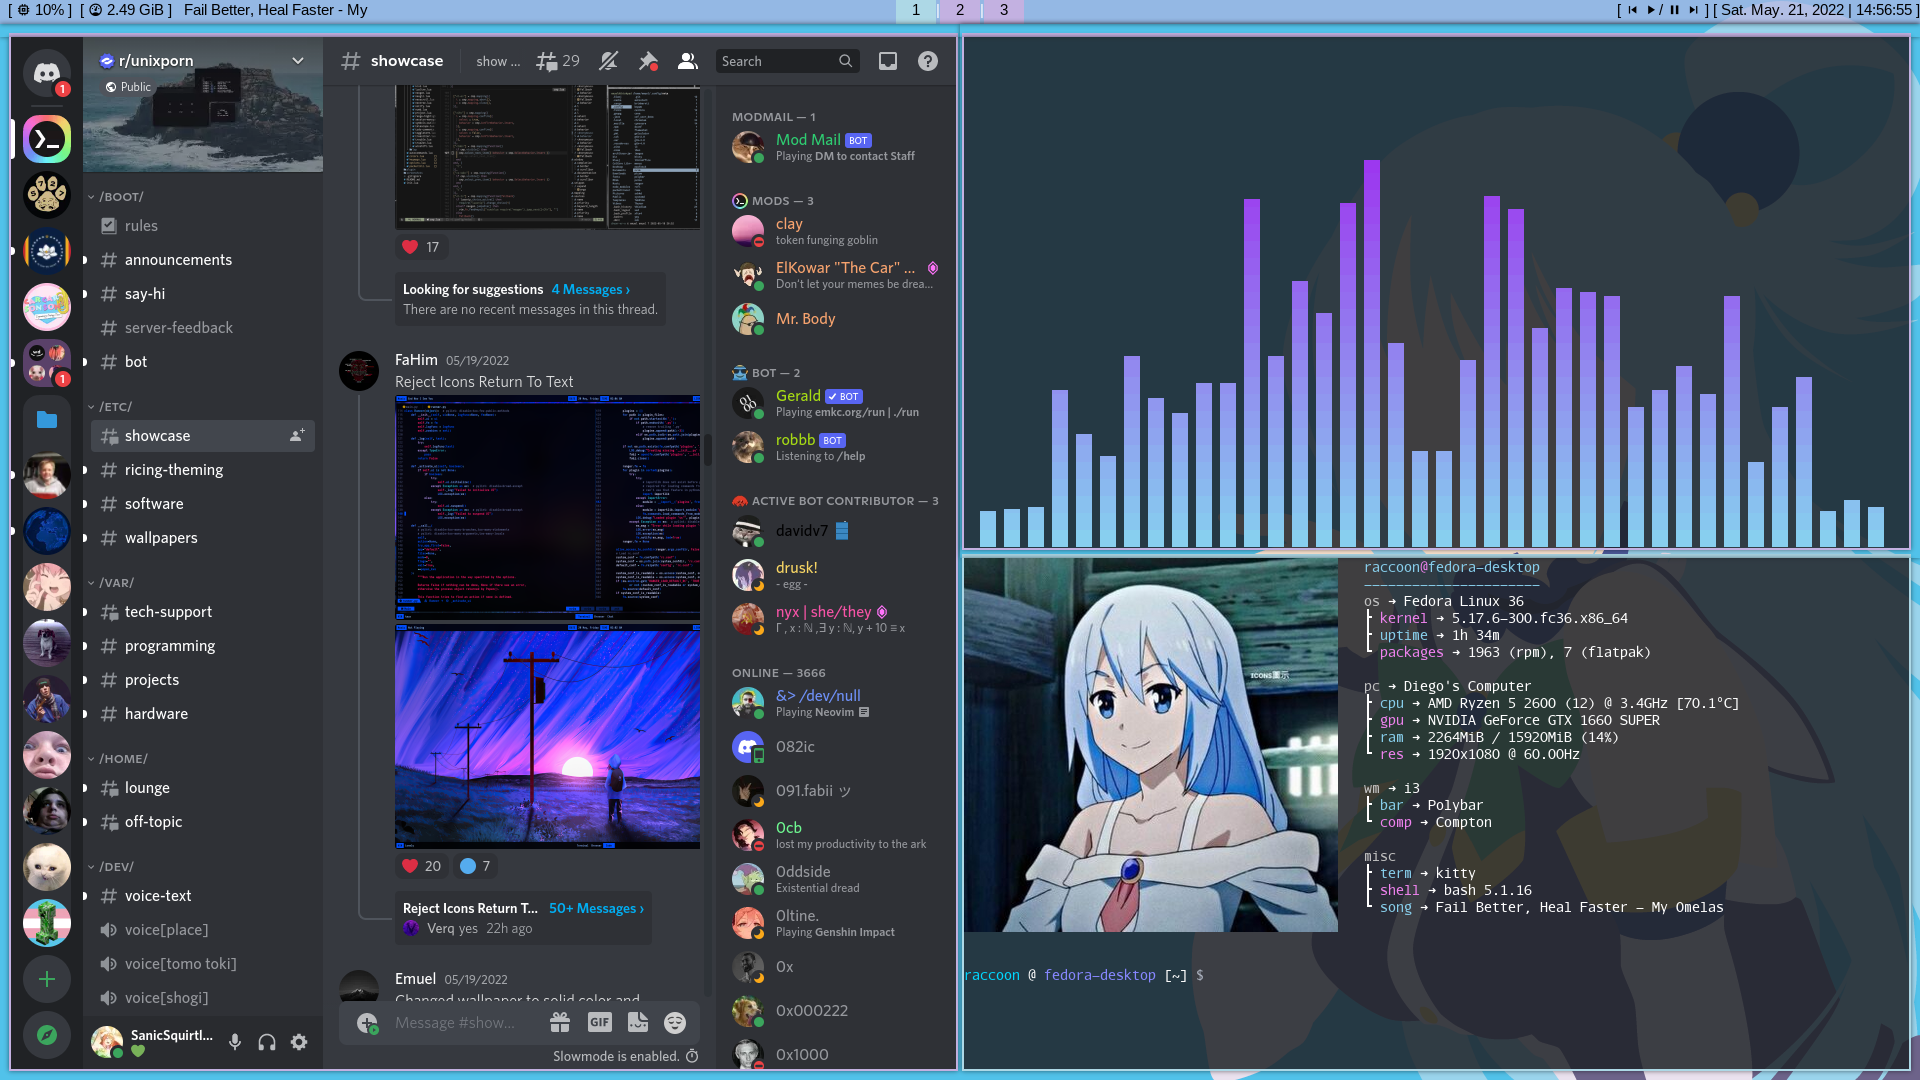 [ 10% ] [ 2.49 GiB ] Fail Better, Heal Faster - My
1 2 3
[ / ] [ Sat. May. 21, 2022 | 14:56:55 ]
r/unixporn
Public
/BOOT/
rules
announcements
say-hi
server-feedback
bot
/ETC/
showcase
ricing-theming
software
wallpapers
/VAR/
tech-support
programming
projects
hardware
/HOME/
lounge
off-topic
/DEV/
voice-text
voice[place]
voice[tomo toki]
voice[shogi]
SanicSquirtl...
1
1
showcase
show ...
29
Search
17
Looking for suggestions 4 Messages ›
There are no recent messages in this thread.
FaHim 05/19/2022
Reject Icons Return To Text
20 7
Reject Icons Return T... 50+ Messages ›
Verq yes 22h ago
Emuel 05/19/2022
Changed wallpaper to solid color and
Message #show...
GIF
Slowmode is enabled.
MODMAIL — 1
Mod Mail BOT
Playing DM to contact Staff
MODS — 3
clay
token funging goblin
ElKowar "The Car" ...
Don't let your memes be drea...
Mr. Body
BOT — 2
Gerald BOT
Playing emkc.org/run | ./run
robbb BOT
Listening to /help
ACTIVE BOT CONTRIBUTOR — 3
davidv7
drusk!
- egg -
nyx | she/they
Γ , x : ℕ ,∃ y : ℕ, y + 10 ≡ x
ONLINE — 3666
&> /dev/null
Playing Neovim
082ic
091.fabii ッ
0cb
lost my productivity to the ark
0ddside
Existential dread
0ltine.
Playing Genshin Impact
0x
0x000222
0x1000
raccoon@fedora-desktop
os ➜ Fedora Linux 36
kernel ➜ 5.17.6-300.fc36.x86_64
uptime ➜ 1h 34m
packages ➜ 1963 (rpm), 7 (flatpak)
pc ➜ Diego's Computer
cpu ➜ AMD Ryzen 5 2600 (12) @ 3.4GHz [70.1°C]
gpu ➜ NVIDIA GeForce GTX 1660 SUPER
ram ➜ 2264MiB / 15920MiB (14%)
res ➜ 1920x1080 @ 60.00Hz
wm ➜ i3
bar ➜ Polybar
comp ➜ Compton
misc
term ➜ kitty
shell ➜ bash 5.1.16
song ➜ Fail Better, Heal Faster - My Omelas
raccoon @ fedora-desktop [~] $